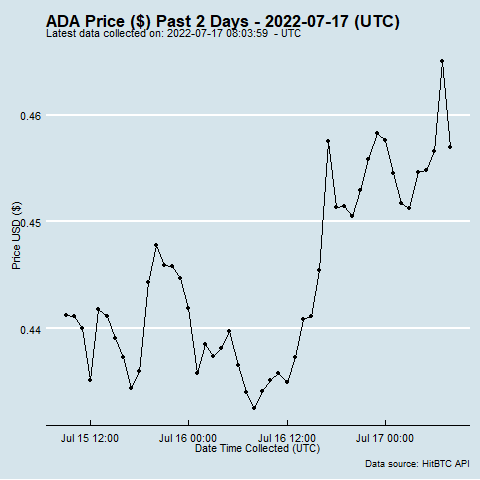 ADA Price ($) Past 2 Days - 2022-07-17 (UTC)
Latest data collected on: 2022-07-17 08:03:59  - UTC
0.46
0.45
0.44
Price USD ($)
Jul 15 12:00 Jul 16 00:00 Jul 16 12:00 Jul 17 00:00
Date Time Collected (UTC)
Data source: HitBTC API